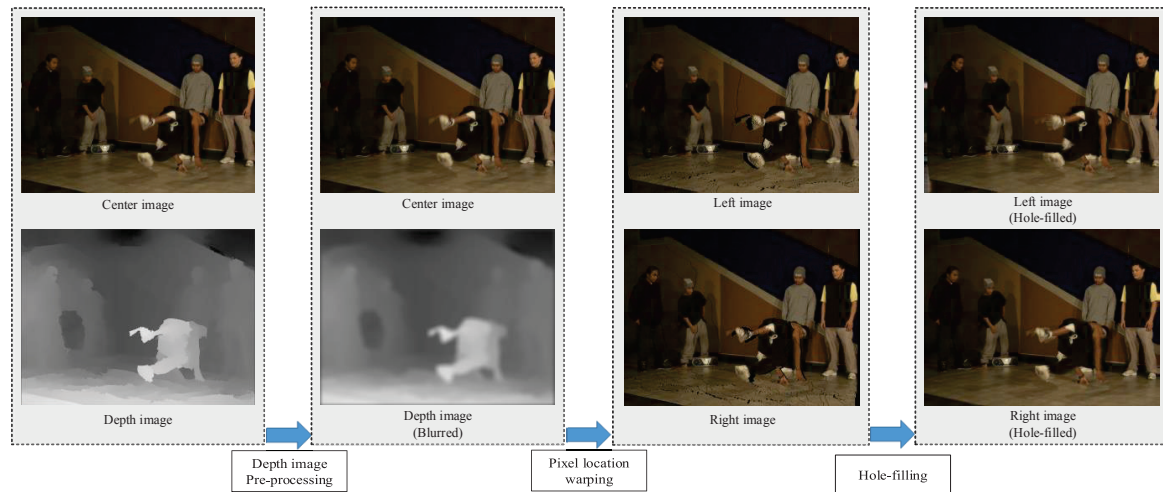 Center image
Center image
Left image
Left image
(Hole-filled)
Depth image
Depth image
(Blurred)
Right image
Right image
(Hole-filled)
Depth image
Pre-processing
Pixel location
warping
Hole-filling